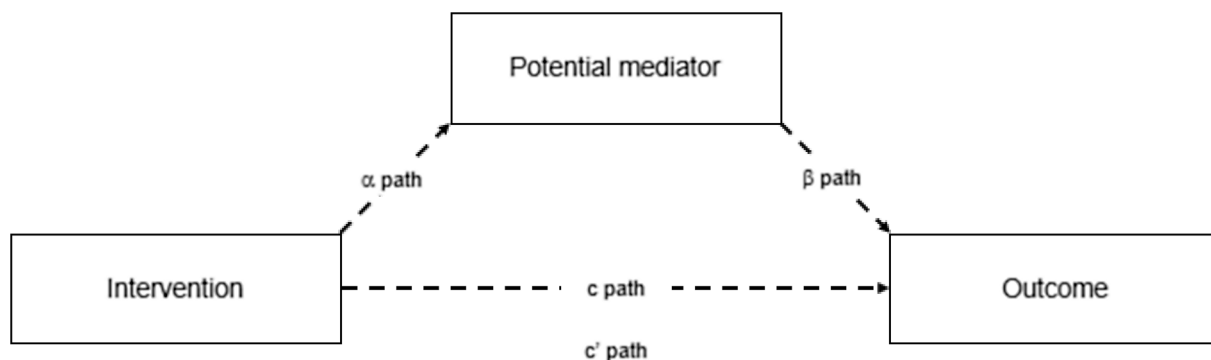 Potential mediator
α path
β path
Intervention
c path
Outcome
c' path